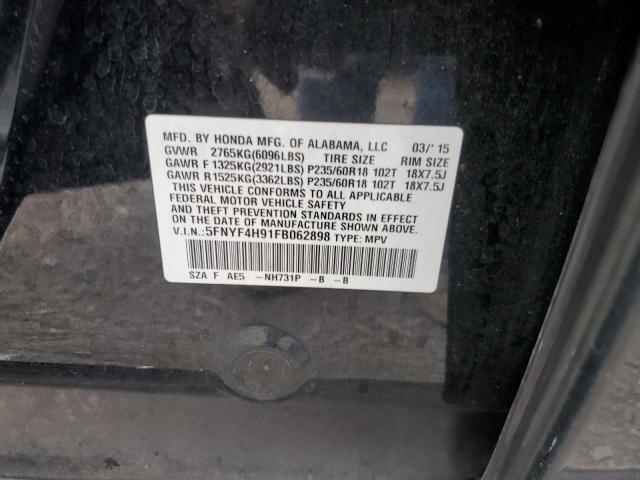 MFD. BY HONDA MFG. OF ALABAMA, LLC 03/'15
GVWR 2765KG(6096LBS) TIRE SIZE RIM SIZE
GAWR F 1325KG(2921LBS) P235/60R18 102T 18X7.5J
GAWR R1525KG(3362LBS) P235/60R18 102T 18X7.5J
THIS VEHICLE CONFORMS TO ALL APPLICABLE
FEDERAL MOTOR VEHICLE SAFETY
AND THEFT PREVENTION STANDARDS IN EFFECT
ON THE DATE OF MANUFACTURE SHOWN ABOVE.
V.I.N.:5FNYF4H91FB062898 TYPE: MPV
SZA F AE5 -NH731P -B -B